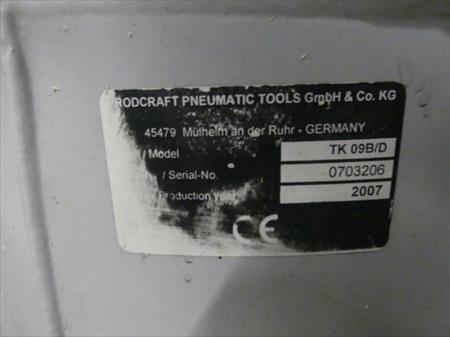 RODCRAFT PNEUMATIC TOOLS GmbH & Co. KG
45479 Mülheim an der Ruhr - GERMANY
/ Model TK 09B/D
/ Serial-No. 0703206
Production 2007
CE